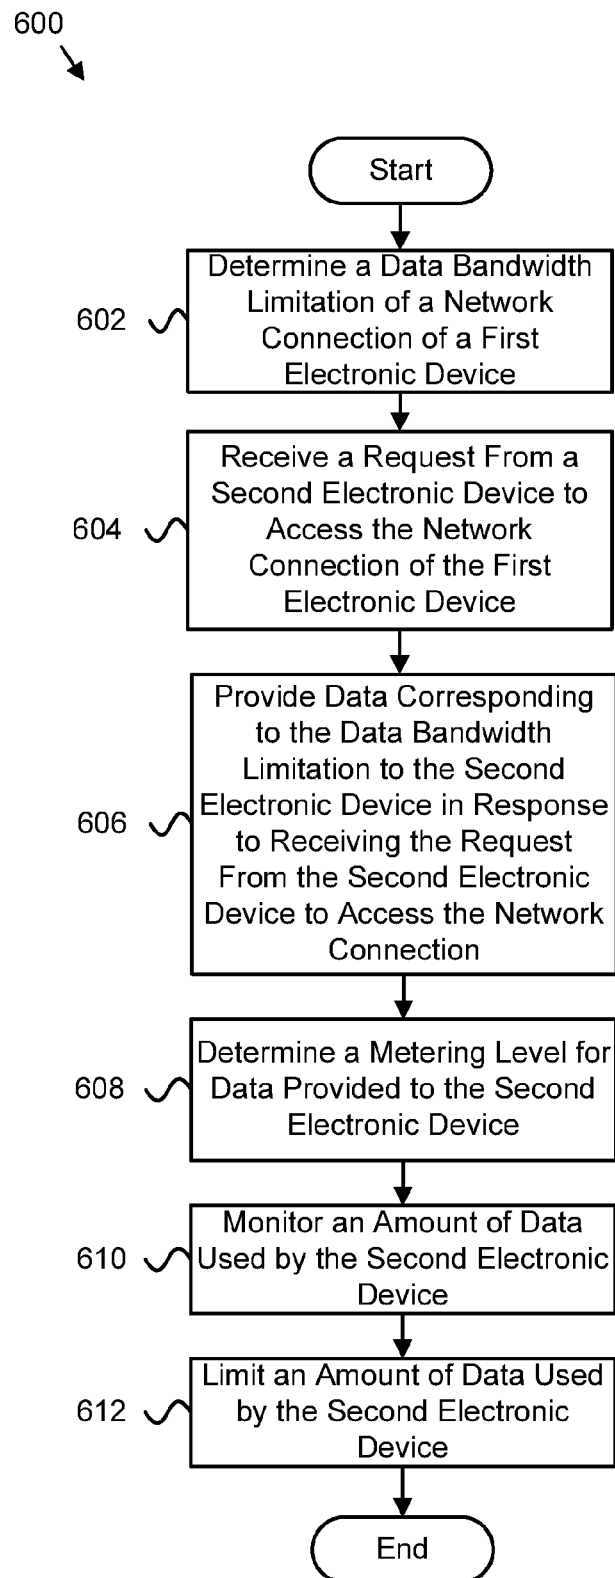 600
Start
602
Determine a Data Bandwidth
Limitation of a Network
Connection of a First
Electronic Device
604
Receive a Request From a
Second Electronic Device to
Access the Network
Connection of the First
Electronic Device
606
Provide Data Corresponding
to the Data Bandwidth
Limitation to the Second
Electronic Device in Response
to Receiving the Request
From the Second Electronic
Device to Access the Network
Connection
608
Determine a Metering Level for
Data Provided to the Second
Electronic Device
610
Monitor an Amount of Data
Used by the Second Electronic
Device
612
Limit an Amount of Data Used
by the Second Electronic
Device
End